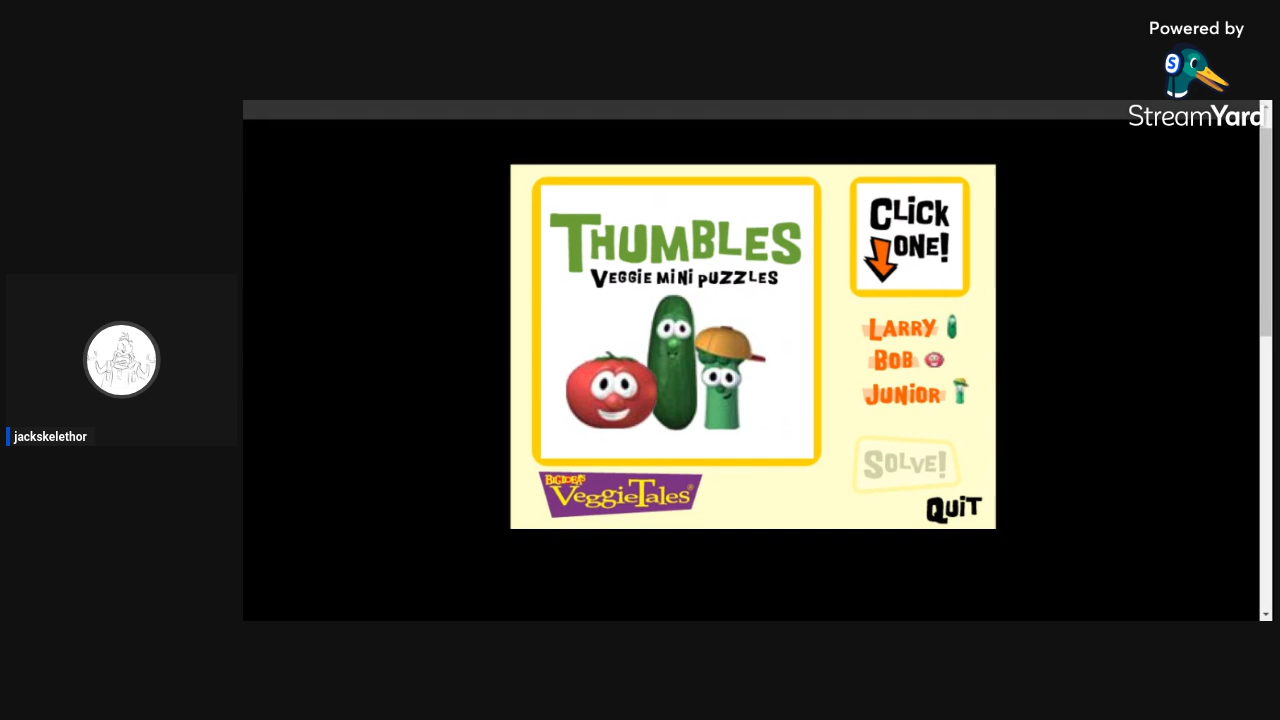 Powered by
S
StreamYard
THUMBLES
VEGGIE MINI PUZZLES
CLICK
ONE!
LARRY
BOB
JUNIOR
SOLVE!
QUIT
BIG IDEA'S
VeggieTales®
jackskelethor